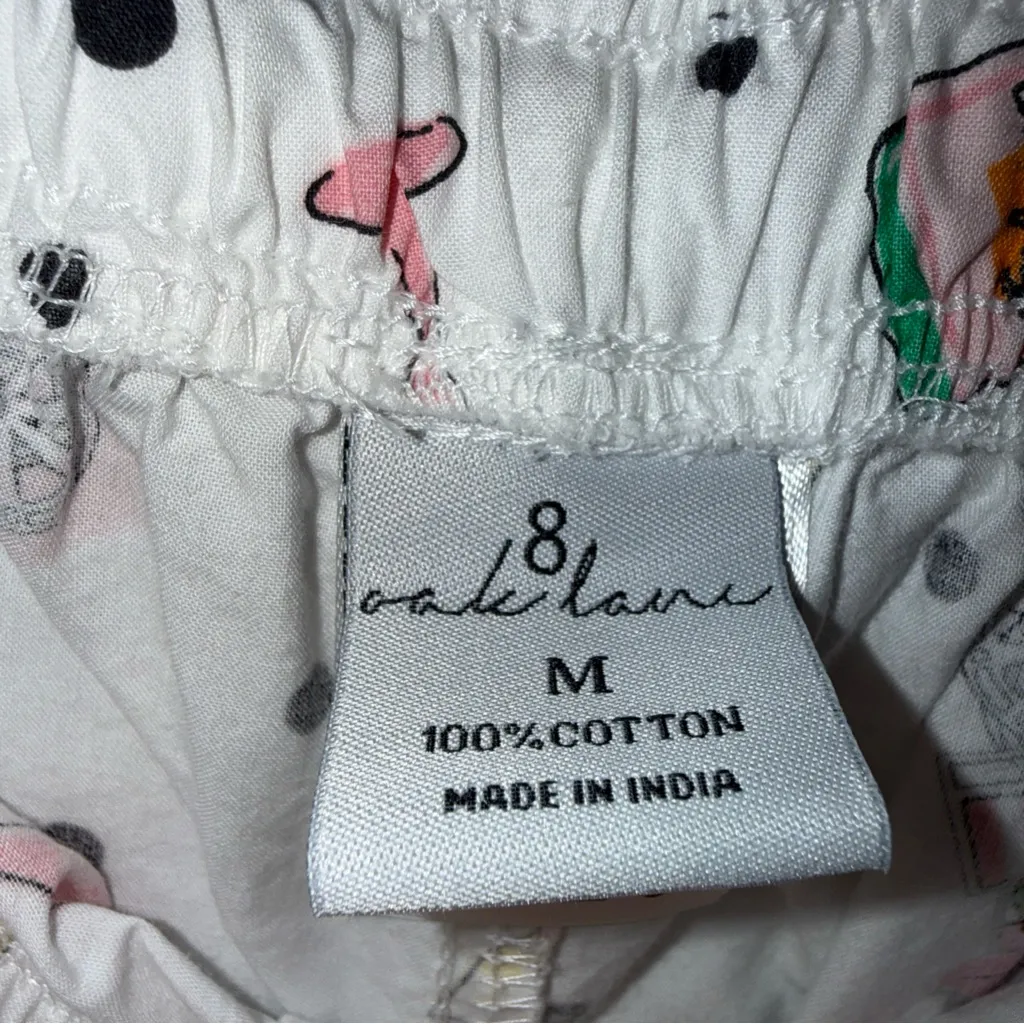 8
oak lane
M
100% COTTON
MADE IN INDIA